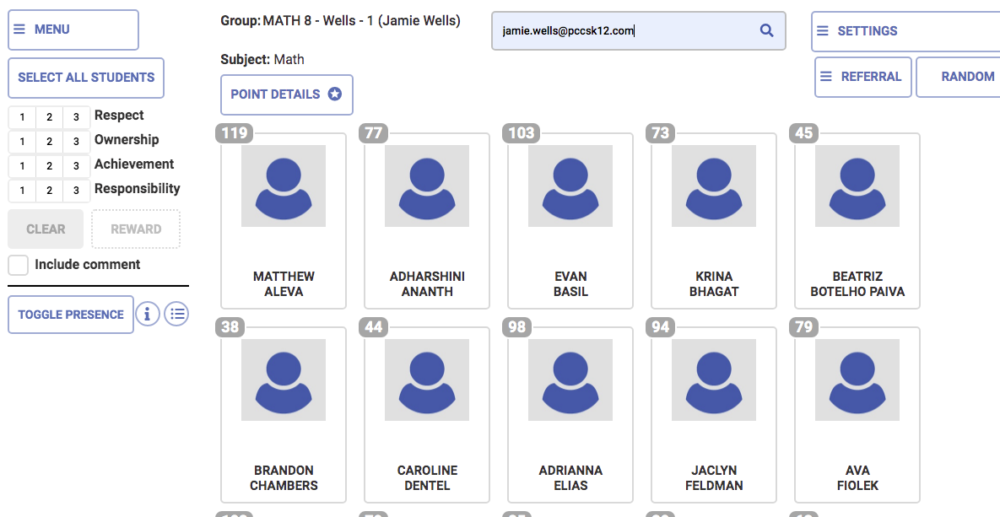 MENU
Group: MATH 8 - Wells - 1 (Jamie Wells)
jamie.wells@pccsk12.com
SETTINGS
Subject: Math
SELECT ALL STUDENTS
REFERRAL
RANDOM
POINT DETAILS
1 2 3 Respect
1 2 3 Ownership
1 2 3 Achievement
1 2 3 Responsibility
CLEAR
REWARD
Include comment
TOGGLE PRESENCE
119 77 103 73 45
MATTHEW ADHARSHINI EVAN KRINA BEATRIZ
ALEVA ANANTH BASIL BHAGAT BOTELHO PAIVA
38 44 98 94 79
BRANDON CAROLINE ADRIANNA JACLYN AVA
CHAMBERS DENTEL ELIAS FELDMAN FIOLEK